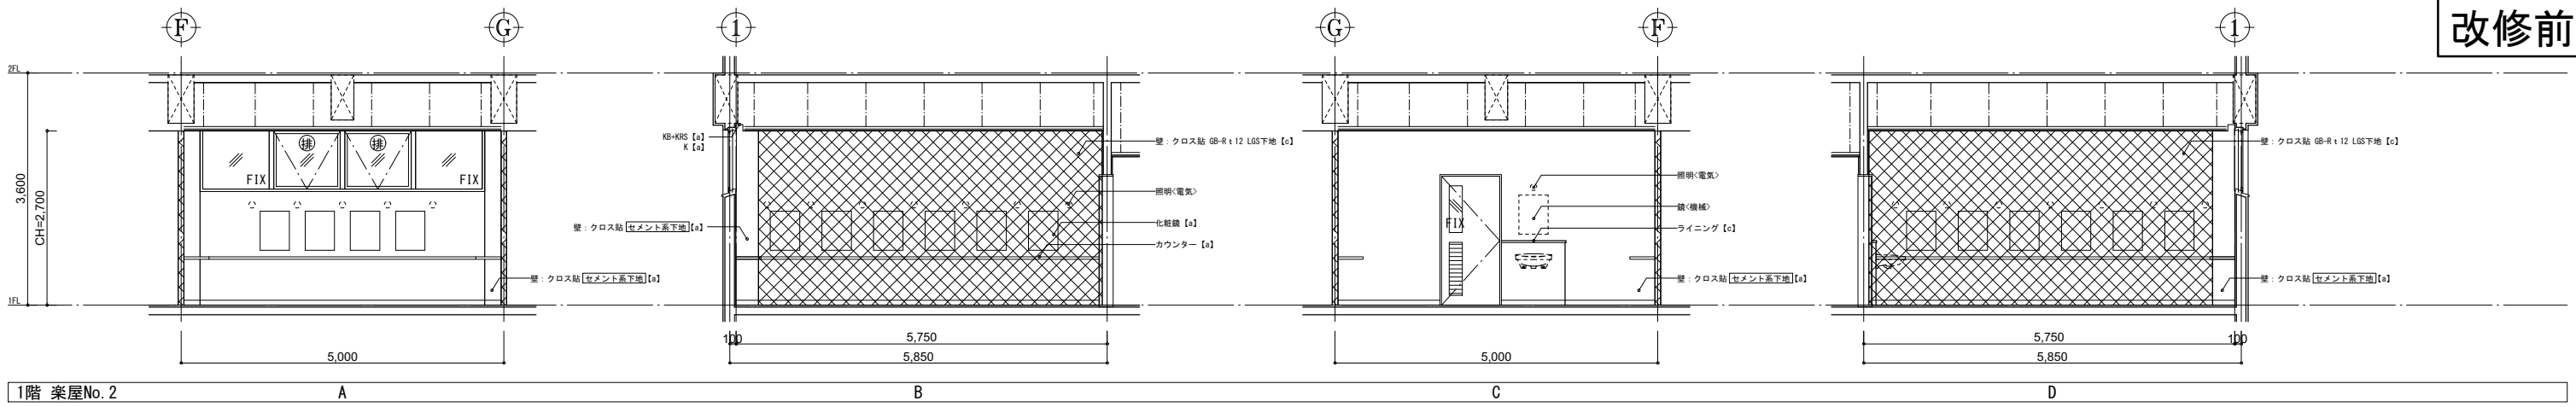 改修前
F
G
1
G
F
1
2FL
3,600
CH=2,700
1FL
排
排
FIX
FIX
壁：クロス貼 セメント系下地【a】
5,000
KB+KRS【a】
K【a】
壁：クロス貼 セメント系下地【a】
壁：クロス貼 GB-Rｔ12 LGS下地【c】
照明<電気>
化粧鏡【a】
カウンター【a】
100
5,750
5,850
FIX
照明<電気>
鏡<機械>
ライニング【c】
壁：クロス貼 セメント系下地【a】
5,000
壁：クロス貼 GB-Rｔ12 LGS下地【c】
壁：クロス貼 セメント系下地【a】
5,750
100
5,850
1階 楽屋No.2
A
B
C
D